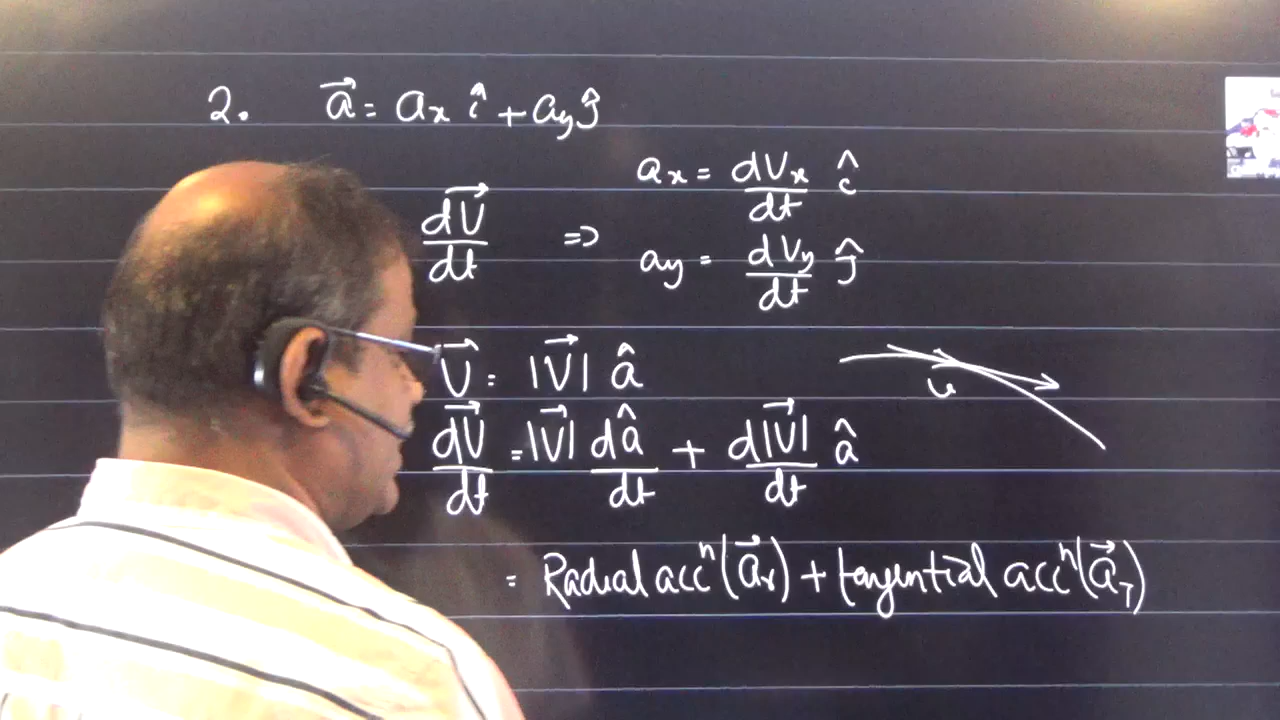 2. a⃗ = aₓ î + a_y ĵ
aₓ = dVₓ/dt î
dV⃗/dt ⇒
a_y = dV_y/dt ĵ
V⃗ = |V⃗| â
v
dV⃗/dt = |V⃗| dâ/dt + d|V⃗|/dt â
= Radial accⁿ (a⃗ᵣ) + tangential accⁿ (a⃗_T)